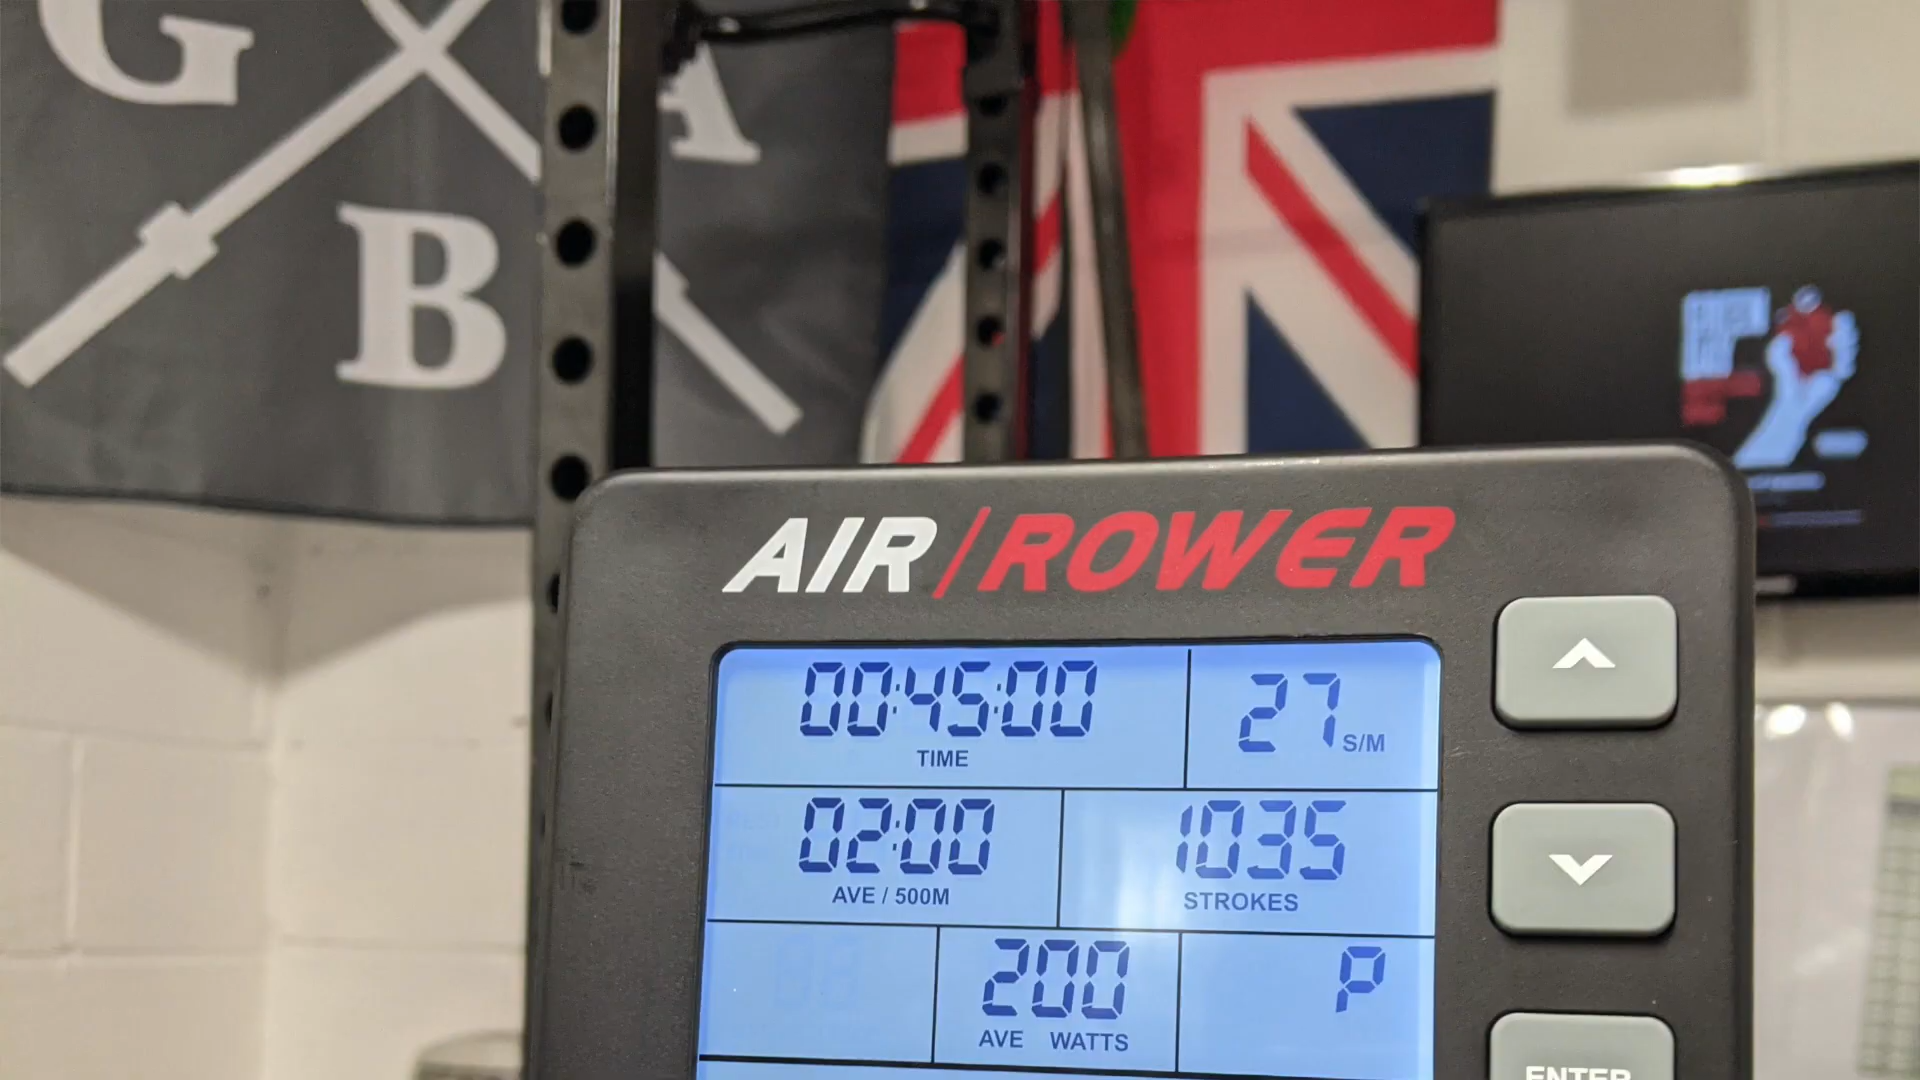 G A
B
AIR/ROWER
00:45:00
TIME
27 S/M
02:00
AVE / 500M
1035
STROKES
200
AVE WATTS
P
ENTER